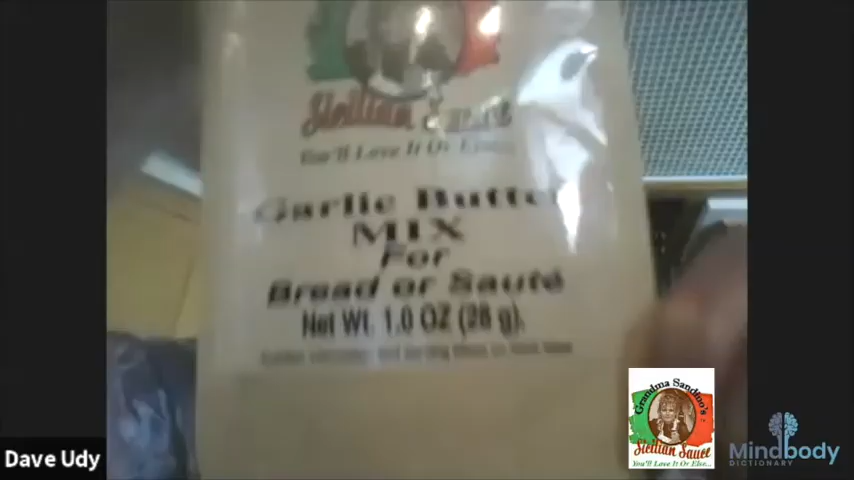 Sicilian Sauce
You'll Love It Or Else...
Garlic Butter
MIX
For
Bread or Sauté
Net Wt. 1.0 OZ (28 g).
Grandma Sandino's
Sicilian Sauce
You'll Love It Or Else...
Mindbody
DICTIONARY
Dave Udy